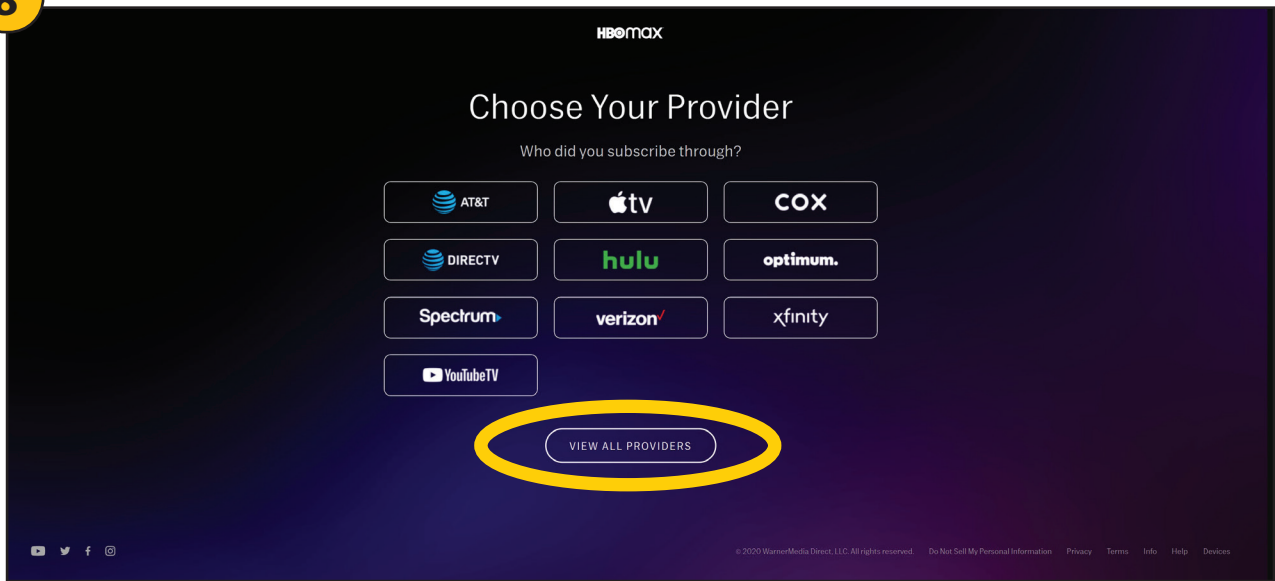 HBOMAX
Choose Your Provider
Who did you subscribe through?
AT&T
tv
COX
DIRECTV
hulu
optimum.
Spectrum
verizon
xfinity
YouTubeTV
VIEW ALL PROVIDERS
© 2020 WarnerMedia Direct, LLC. All rights reserved. Do Not Sell My Personal Information Privacy Terms Info Help Devices